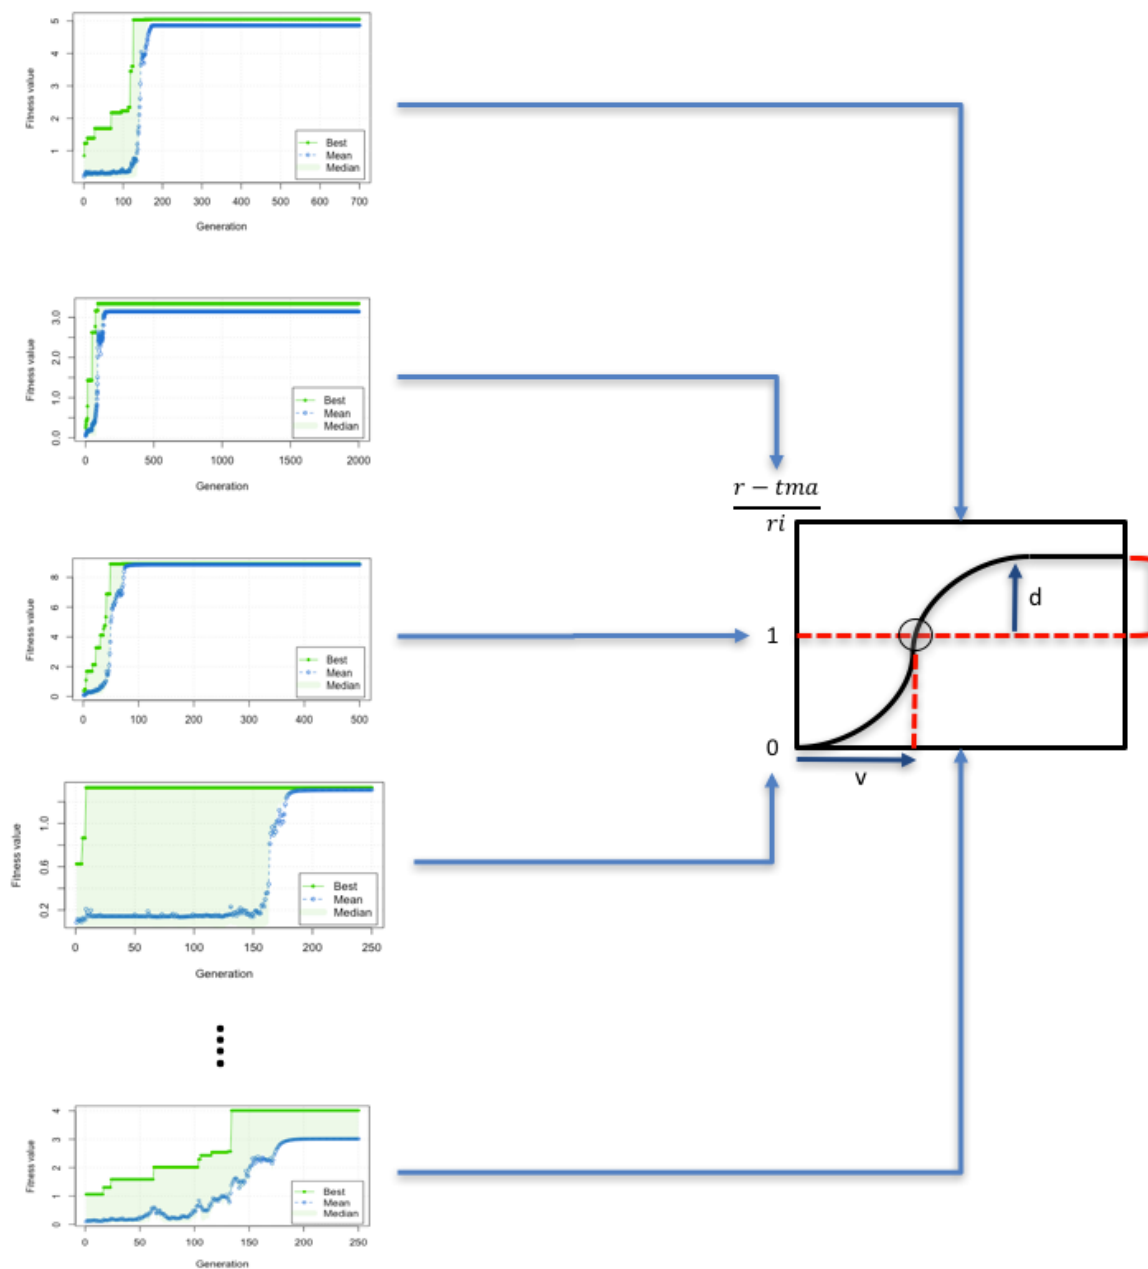 Fitness value
5
4
3
2
1
Best
Mean
Median
0 100 200 300 400 500 600 700
Generation
Fitness value
3.0
2.0
1.0
0.0
Best
Mean
Median
0 500 1000 1500 2000
Generation
r − tma
ri
Fitness value
8
6
4
2
0
Best
Mean
Median
0 100 200 300 400 500
Generation
d
1
0
v
Fitness value
1.0
0.6
0.2
Best
Mean
Median
0 50 100 150 200 250
Generation
Fitness value
4
3
2
1
0
Best
Mean
Median
0 50 100 150 200 250
Generation